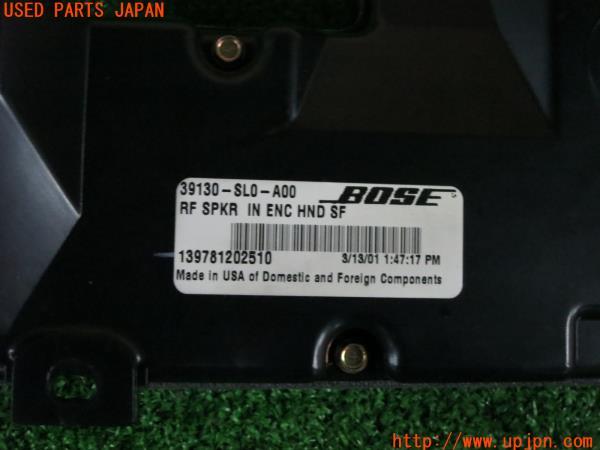 USED PARTS JAPAN
39130-SL0-A00
BOSE
RF SPKR IN ENC HND SF
139781202510
3/13/01 1:47:17 PM
Made in USA of Domestic and Foreign Components
http://www.upjpn.com/